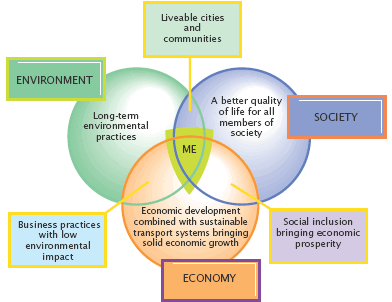 Liveable cities
and
communities
ENVIRONMENT
Long-term
environmental
practices
A better quality
of life for all
members of
society
SOCIETY
ME
Business practices
with low
environmental
impact
Economic development
combined with sustainable
transport systems bringing
solid economic growth
Social inclusion
bringing economic
prosperity
ECONOMY